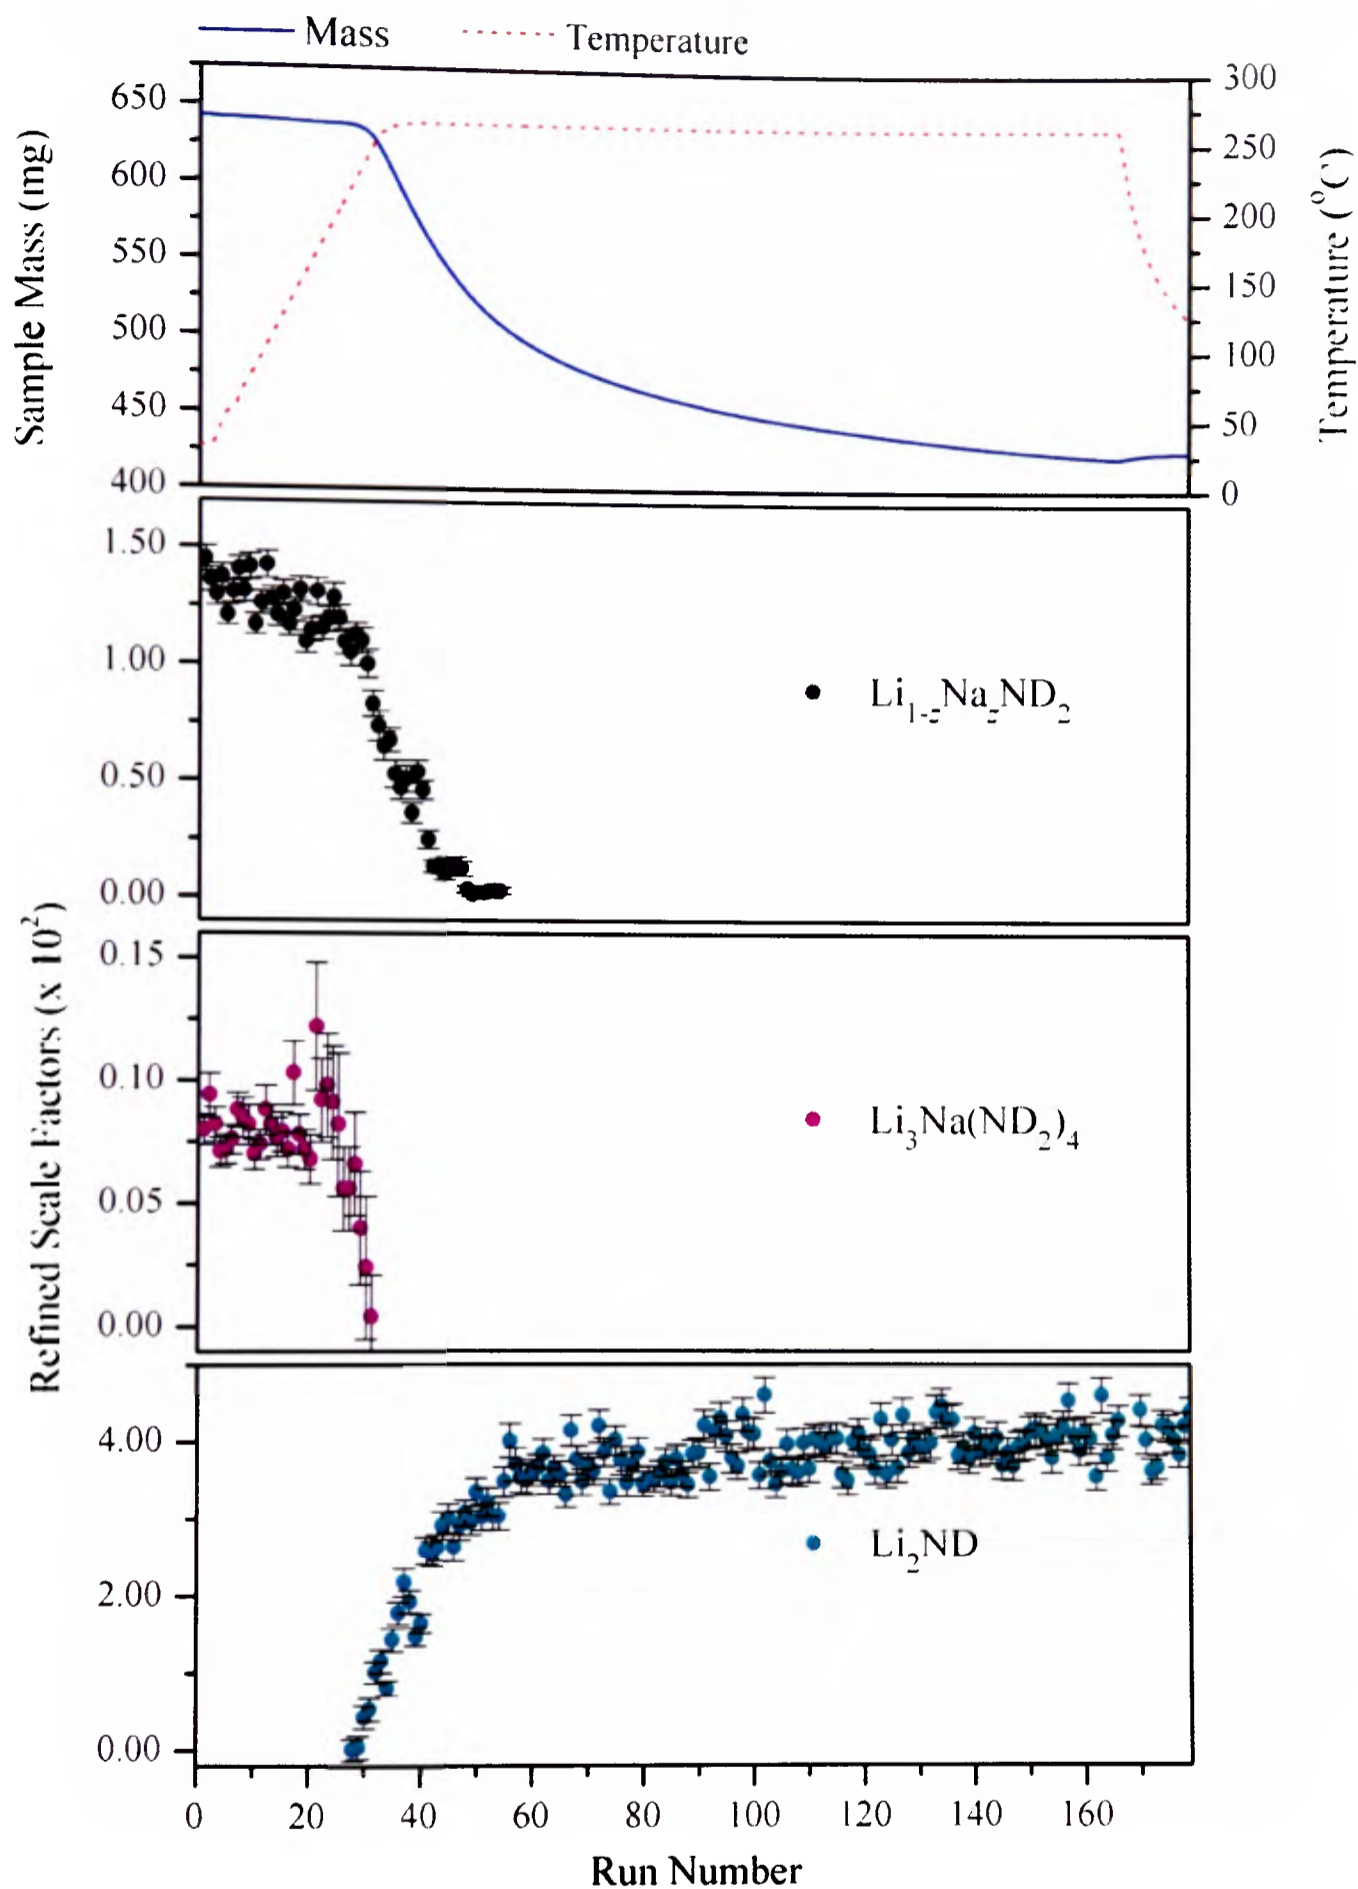 Mass Temperature
650
600
550
500
450
400
Sample Mass (mg)
300
250
200
150
100
50
0
Temperature (°C)
1.50
1.00
0.50
0.00
Li1-zNazND2
Refined Scale Factors (x 10²)
0.15
0.10
0.05
0.00
Li3Na(ND2)4
4.00
2.00
0.00
Li2ND
0 20 40 60 80 100 120 140 160
Run Number